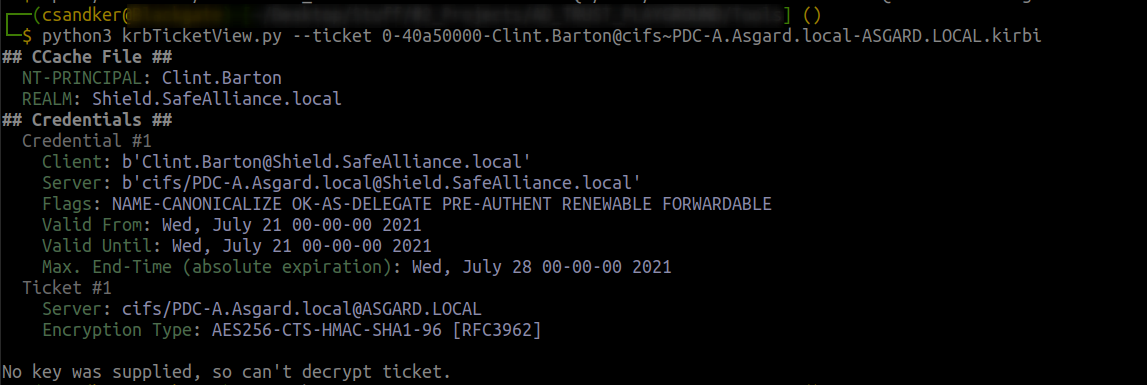 (csandker@ ] ()
$ python3 krbTicketView.py --ticket 0-40a50000-Clint.Barton@cifs~PDC-A.Asgard.local-ASGARD.LOCAL.kirbi
## CCache File ##
NT-PRINCIPAL: Clint.Barton
REALM: Shield.SafeAlliance.local
## Credentials ##
Credential #1
Client: b'Clint.Barton@Shield.SafeAlliance.local'
Server: b'cifs/PDC-A.Asgard.local@Shield.SafeAlliance.local'
Flags: NAME-CANONICALIZE OK-AS-DELEGATE PRE-AUTHENT RENEWABLE FORWARDABLE
Valid From: Wed, July 21 00-00-00 2021
Valid Until: Wed, July 21 00-00-00 2021
Max. End-Time (absolute expiration): Wed, July 28 00-00-00 2021
Ticket #1
Server: cifs/PDC-A.Asgard.local@ASGARD.LOCAL
Encryption Type: AES256-CTS-HMAC-SHA1-96 [RFC3962]
No key was supplied, so can't decrypt ticket.